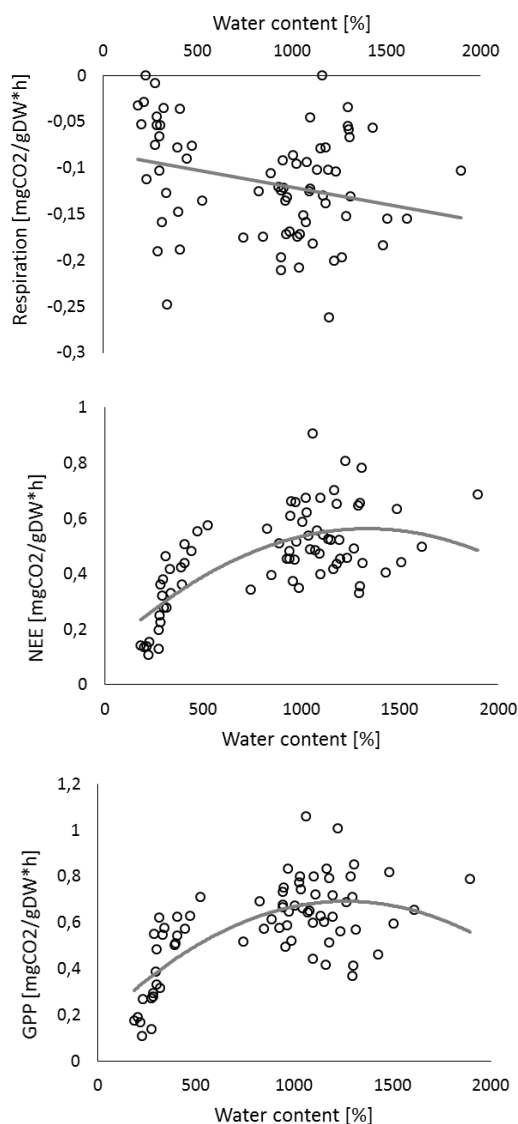 Water content [%]
0 500 1000 1500 2000
0
-0,05
-0,1
-0,15
-0,2
-0,25
-0,3
Respiration [mgCO2/gDW*h]
1
0,8
0,6
0,4
0,2
0
NEE [mgCO2/gDW*h]
0 500 1000 1500 2000
Water content [%]
1,2
1
0,8
0,6
0,4
0,2
0
GPP [mgCO2/gDW*h]
0 500 1000 1500 2000
Water content [%]